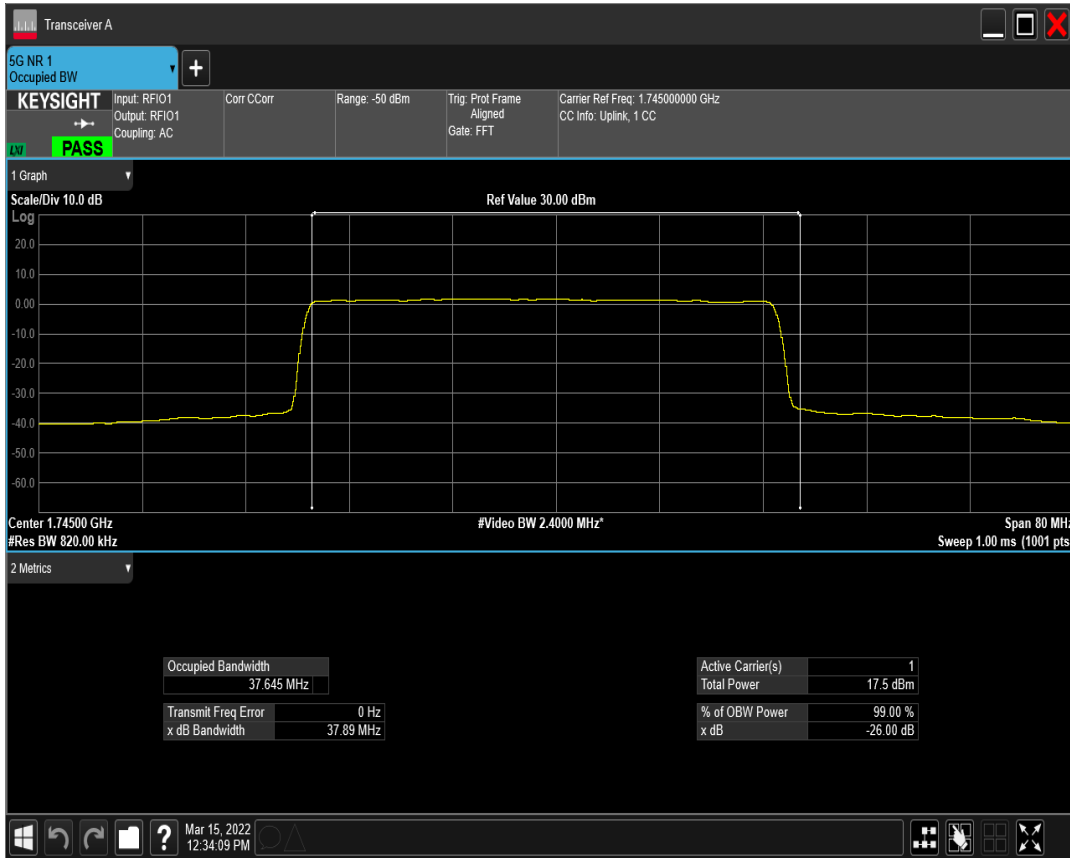 Transceiver A
5G NR 1
Occupied BW
KEYSIGHT
LXI
PASS
Input: RFIO1
Output: RFIO1
Coupling: AC
Corr CCorr
Range: -50 dBm
Trig: Prot Frame
Aligned
Gate: FFT
Carrier Ref Freq: 1.745000000 GHz
CC Info: Uplink, 1 CC
1 Graph
Scale/Div 10.0 dB
Ref Value 30.00 dBm
Log
20.0
10.0
0.00
-10.0
-20.0
-30.0
-40.0
-50.0
-60.0
Center 1.74500 GHz
#Video BW 2.4000 MHz*
Span 80 MHz
#Res BW 820.00 kHz
Sweep 1.00 ms (1001 pts
2 Metrics
Occupied Bandwidth
37.645 MHz
Transmit Freq Error 0 Hz
x dB Bandwidth 37.89 MHz
Active Carrier(s) 1
Total Power 17.5 dBm
% of OBW Power 99.00 %
x dB -26.00 dB
?
Mar 15, 2022
12:34:09 PM